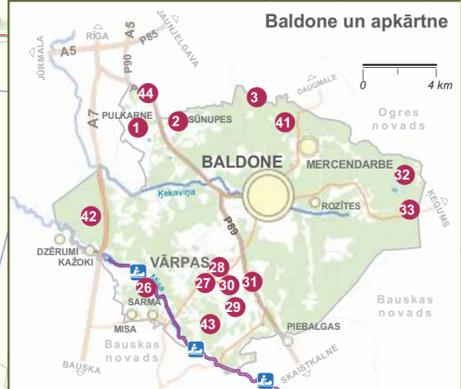 Baldone un apkārtne
RĪGA
A5
JAUNJELGAVA
P85
JŪRMALA
A5
P90
0 4 km
DAUGMALE
44
3
A7
PULKARNE
1
2
SŪNUPES
41
Ogres
novads
BALDONE
MERCENDARBE
32
Ķekaviņa
ROZĪTES
33
ĶEGUMS
42
P89
DZĒRUMI
KAŽOKI
VĀRPAS
28
26
Misa
27
30
31
SARMA
29
Bauskas
novads
MISA
43
Bauskas
novads
PIEBALGAS
BAUSKA
SKAISTKALNE